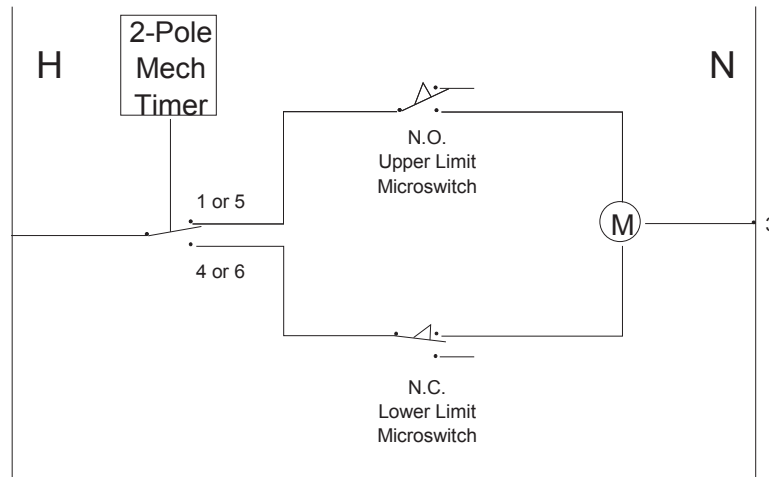 H
2-Pole
Mech
Timer
N
N.O.
Upper Limit
Microswitch
1 or 5
M
4 or 6
N.C.
Lower Limit
Microswitch